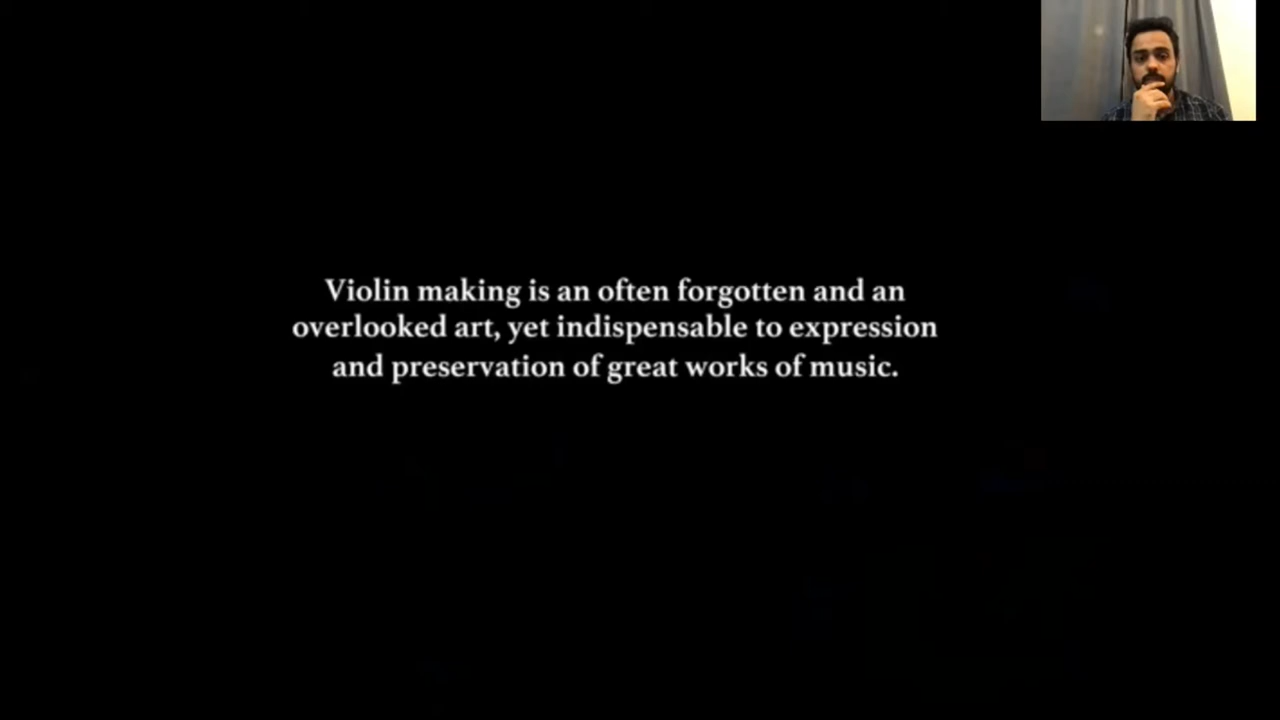 Violin making is an often forgotten and an
overlooked art, yet indispensable to expression
and preservation of great works of music.